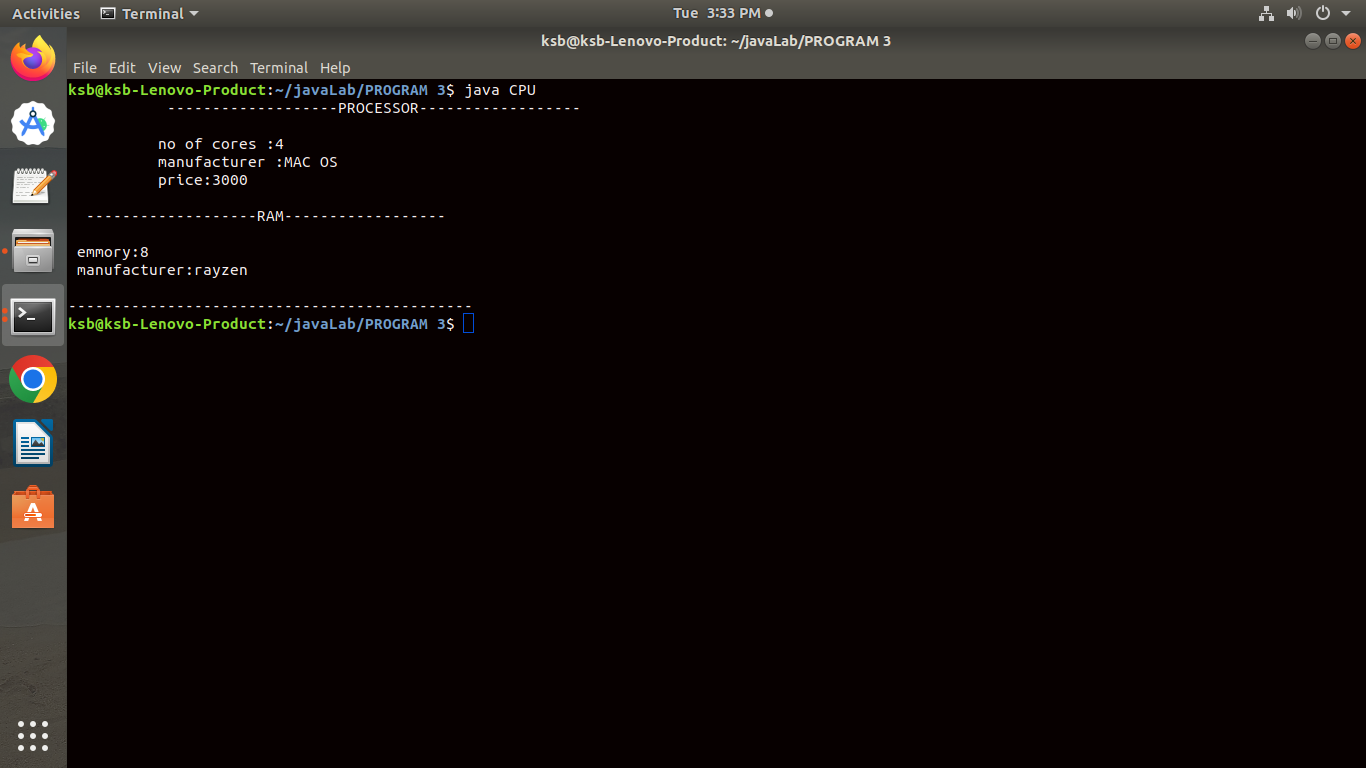 Activities Terminal Tue 3:33 PM
ksb@ksb-Lenovo-Product: ~/javaLab/PROGRAM 3
File Edit View Search Terminal Help
ksb@ksb-Lenovo-Product:~/javaLab/PROGRAM 3$ java CPU
-------------------PROCESSOR------------------
no of cores :4
manufacturer :MAC OS
price:3000
-------------------RAM------------------
emmory:8
manufacturer:rayzen
---------------------------------------------
ksb@ksb-Lenovo-Product:~/javaLab/PROGRAM 3$